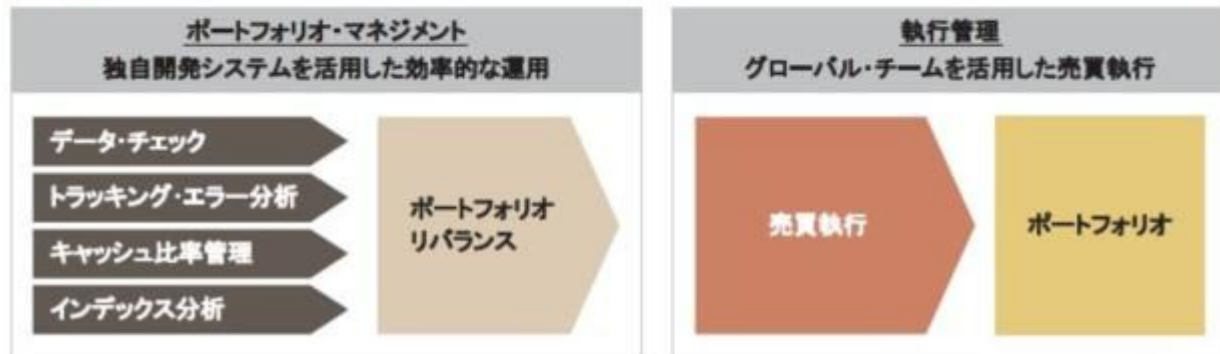 ポートフォリオ・マネジメント
独自開発システムを活用した効率的な運用
データ・チェック
トラッキング・エラー分析
キャッシュ比率管理
インデックス分析
ポートフォリオ
リバランス
執行管理
グローバル・チームを活用した売買執行
売買執行
ポートフォリオ